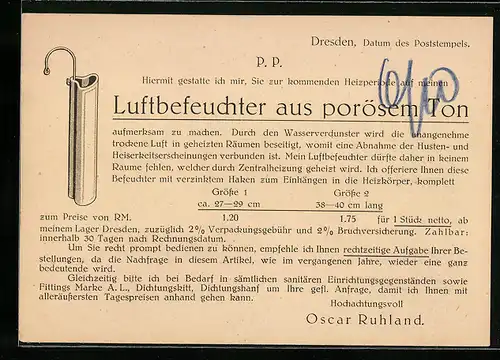 Dresden, Datum des Poststempels.
P. P.
Hiermit gestatte ich mir, Sie zur kommenden Heizperiode auf meinen
Luftbefeuchter aus porösem Ton
aufmerksam zu machen. Durch den Wasserverdunster wird die unangenehme
trockene Luft in geheizten Räumen beseitigt, womit eine Abnahme der Husten- und
Heiserkeitserscheinungen verbunden ist. Mein Luftbefeuchter dürfte daher in keinem
Raume fehlen, welcher durch Zentralheizung geheizt wird. Ich offeriere Ihnen diese
Befeuchter mit verzinktem Haken zum Einhängen in die Heizkörper, komplett
Größe 1 Größe 2
ca. 27—29 cm 38—40 cm lang
zum Preise von RM. 1.20 1.75 für 1 Stück netto, ab
meinem Lager Dresden, zuzüglich 2% Verpackungsgebühr und 2% Bruchversicherung. Zahlbar:
innerhalb 30 Tagen nach Rechnungsdatum.
Um Sie recht prompt bedienen zu können, empfehle ich Ihnen rechtzeitige Aufgabe Ihrer Be-
stellungen, da die Nachfrage in diesem Artikel, wie im vergangenen Jahre, wieder eine ganz
bedeutende wird.
Gleichzeitig bitte ich bei Bedarf in sämtlichen sanitären Einrichtungsgegenständen sowie
Fittings Marke A. L., Dichtungskitt, Dichtungshanf um Ihre gefl. Anfrage, damit ich Ihnen mit
alleräußersten Tagespreisen anhand gehen kann.
Hochachtungsvoll
Oscar Ruhland.